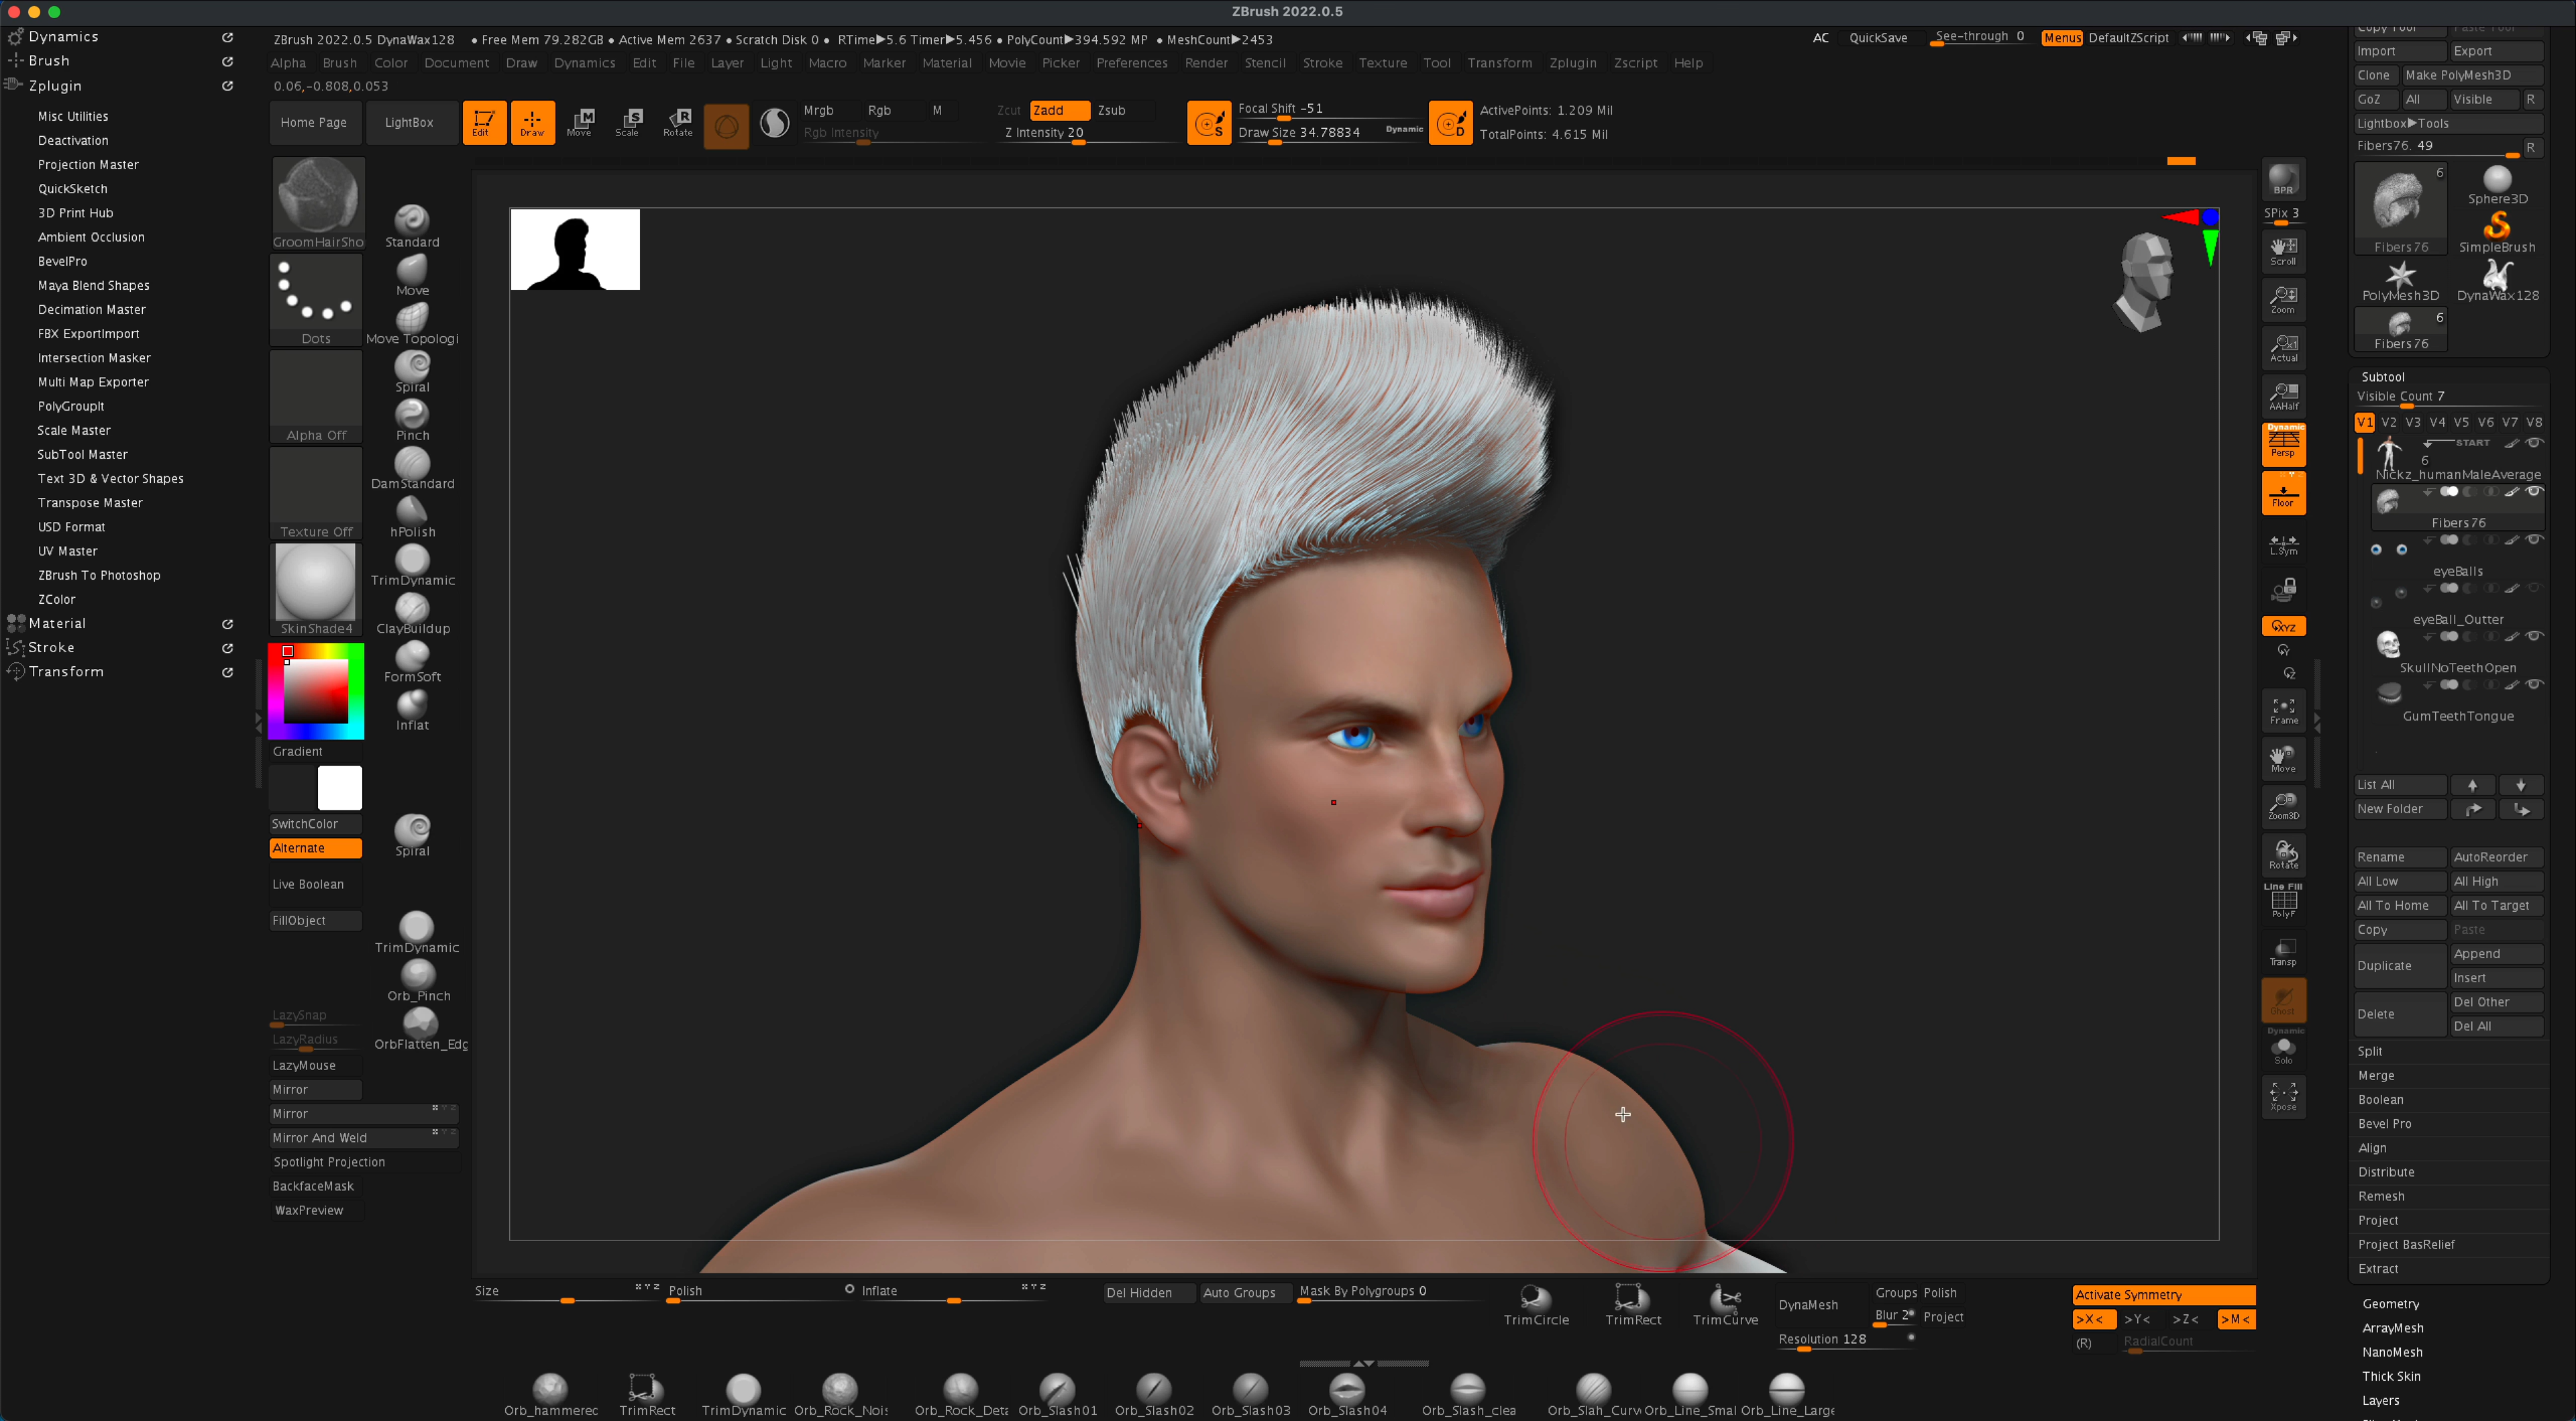 ZBrush 2022.0.5
Dynamics
Brush
Zplugin
Misc Utilities
Deactivation
Projection Master
QuickSketch
3D Print Hub
Ambient Occlusion
BevelPro
Maya Blend Shapes
Decimation Master
FBX ExportImport
Intersection Masker
Multi Map Exporter
PolyGroupIt
Scale Master
SubTool Master
Text 3D & Vector Shapes
Transpose Master
USD Format
UV Master
ZBrush To Photoshop
ZColor
Material
Stroke
Transform
ZBrush 2022.0.5 DynaWax128 • Free Mem 79.282GB • Active Mem 2637 • Scratch Disk 0 • RTime▶5.6 Timer▶5.456 • PolyCount▶394.592 MP • MeshCount▶2453
AC QuickSave See-through 0 Menus DefaultZScript
Alpha Brush Color Document Draw Dynamics Edit File Layer Light Macro Marker Material Movie Picker Preferences Render Stencil Stroke Texture Tool Transform Zplugin Zscript Help
0.06,-0.808,0.053
Home Page LightBox Edit Draw Move Scale Rotate
Mrgb Rgb M
Rgb Intensity
Zcut Zadd Zsub
Z Intensity 20
Focal Shift -51
Draw Size 34.78834 Dynamic
ActivePoints: 1.209 Mil
TotalPoints: 4.615 Mil
GroomHairSho
Dots
Alpha Off
Texture Off
SkinShade4
Gradient
SwitchColor
Alternate
Live Boolean
FillObject
LazySnap
LazyRadius
LazyMouse
Mirror
Mirror
Mirror And Weld
Spotlight Projection
BackfaceMask
WaxPreview
Standard
Move
Move Topologi
Spiral
Pinch
DamStandard
hPolish
TrimDynamic
ClayBuildup
FormSoft
Inflat
Spiral
TrimDynamic
Orb_Pinch
OrbFlatten_Edg
BPR
SPix 3
Scroll
Zoom
Actual
AAHalf
Dynamic
Persp
Floor
L.Sym
XYZ
Frame
Move
Zoom3D
Rotate
Line Fill
PolyF
Transp
Ghost
Dynamic
Solo
Xpose
Copy Tool Paste Tool
Import Export
Clone Make PolyMesh3D
GoZ All Visible R
Lightbox▶Tools
Fibers76. 49 R
6
Fibers76
Sphere3D
SimpleBrush
PolyMesh3D DynaWax128
6
Fibers76
Subtool
Visible Count 7
V1 V2 V3 V4 V5 V6 V7 V8
START
6
Nickz_humanMaleAverage
Fibers76
eyeBalls
eyeBall_Outter
SkullNoTeethOpen
GumTeethTongue
List All
New Folder
Rename AutoReorder
All Low All High
All To Home All To Target
Copy Paste
Duplicate Append
Insert
Delete Del Other
Del All
Split
Merge
Boolean
Bevel Pro
Align
Distribute
Remesh
Project
Project BasRelief
Extract
Geometry
ArrayMesh
NanoMesh
Thick Skin
Layers
Size Polish Inflate
Del Hidden Auto Groups Mask By Polygroups 0
TrimCircle TrimRect TrimCurve
DynaMesh Groups Polish
Blur 2 Project
Resolution 128
Activate Symmetry
>X< >Y< >Z< >M<
(R) RadialCount
Orb_hammered TrimRect TrimDynamic Orb_Rock_Nois Orb_Rock_Deta Orb_Slash01 Orb_Slash02 Orb_Slash03 Orb_Slash04 Orb_Slash_clea Orb_Slah_Curv Orb_Line_Smal Orb_Line_Large